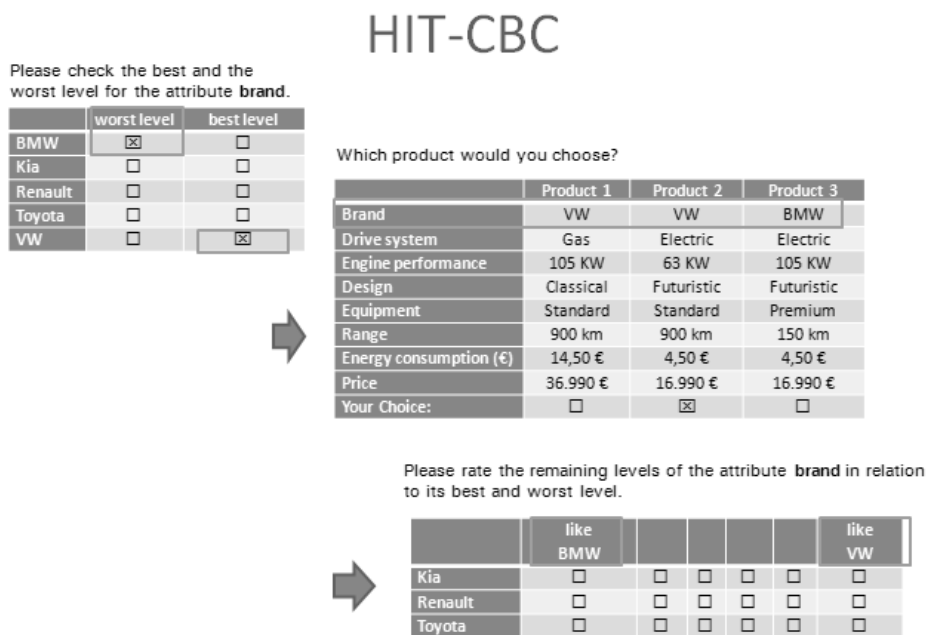 HIT-CBC
Please check the best and the
worst level for the attribute brand.
worst level best level
BMW ☒ ☐
Kia ☐ ☐
Renault ☐ ☐
Toyota ☐ ☐
VW ☐ ☒
Which product would you choose?
Product 1 Product 2 Product 3
Brand VW VW BMW
Drive system Gas Electric Electric
Engine performance 105 KW 63 KW 105 KW
Design Classical Futuristic Futuristic
Equipment Standard Standard Premium
Range 900 km 900 km 150 km
Energy consumption (€) 14,50 € 4,50 € 4,50 €
Price 36.990 € 16.990 € 16.990 €
Your Choice: ☐ ☒ ☐
Please rate the remaining levels of the attribute brand in relation
to its best and worst level.
like like
BMW VW
Kia ☐ ☐ ☐ ☐ ☐ ☐
Renault ☐ ☐ ☐ ☐ ☐ ☐
Toyota ☐ ☐ ☐ ☐ ☐ ☐